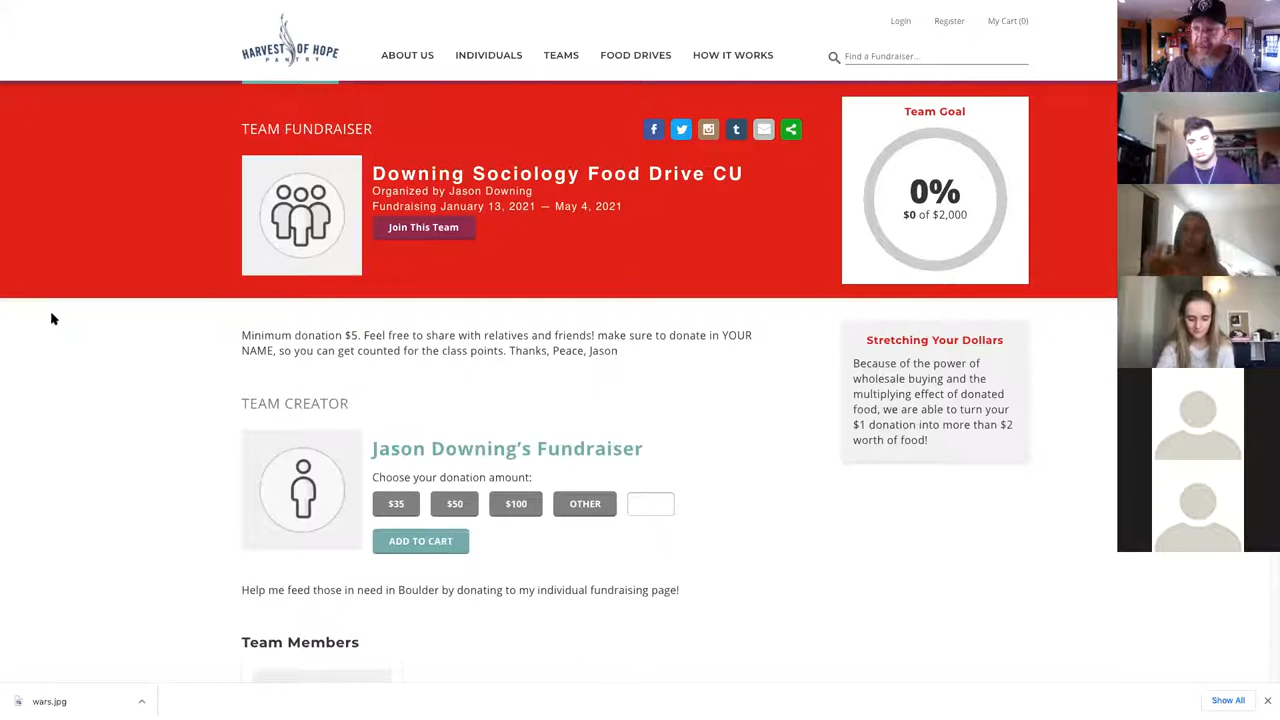 Login
Register
My Cart (0)
HARVEST OF HOPE
PANTRY
ABOUT US
INDIVIDUALS
TEAMS
FOOD DRIVES
HOW IT WORKS
Find a Fundraiser...
TEAM FUNDRAISER
Downing Sociology Food Drive CU
Organized by Jason Downing
Fundraising January 13, 2021 — May 4, 2021
Join This Team
Team Goal
0%
$0 of $2,000
Minimum donation $5. Feel free to share with relatives and friends! make sure to donate in YOUR
NAME, so you can get counted for the class points. Thanks, Peace, Jason
Stretching Your Dollars
Because of the power of
wholesale buying and the
multiplying effect of donated
food, we are able to turn your
$1 donation into more than $2
worth of food!
TEAM CREATOR
Jason Downing’s Fundraiser
Choose your donation amount:
$35
$50
$100
OTHER
ADD TO CART
Help me feed those in need in Boulder by donating to my individual fundraising page!
Team Members
wars.jpg
Show All